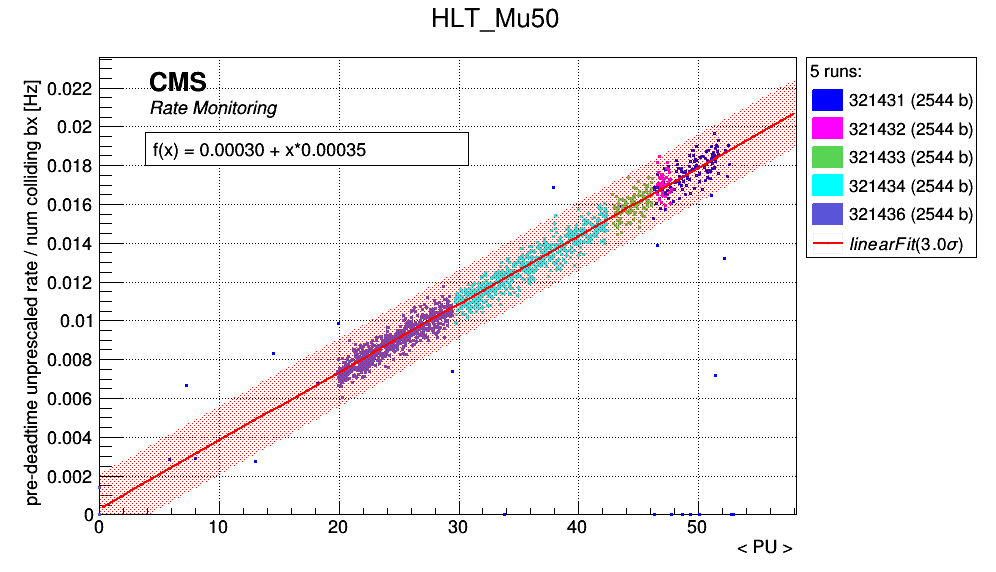 HLT_Mu50
pre-deadtime unprescaled rate / num colliding bx [Hz]
0.022
0.02
0.018
0.016
0.014
0.012
0.01
0.008
0.006
0.004
0.002
0
CMS
Rate Monitoring
f(x) = 0.00030 + x*0.00035
0 10 20 30 40 50
< PU >
5 runs:
321431 (2544 b)
321432 (2544 b)
321433 (2544 b)
321434 (2544 b)
321436 (2544 b)
linearFit(3.0σ)